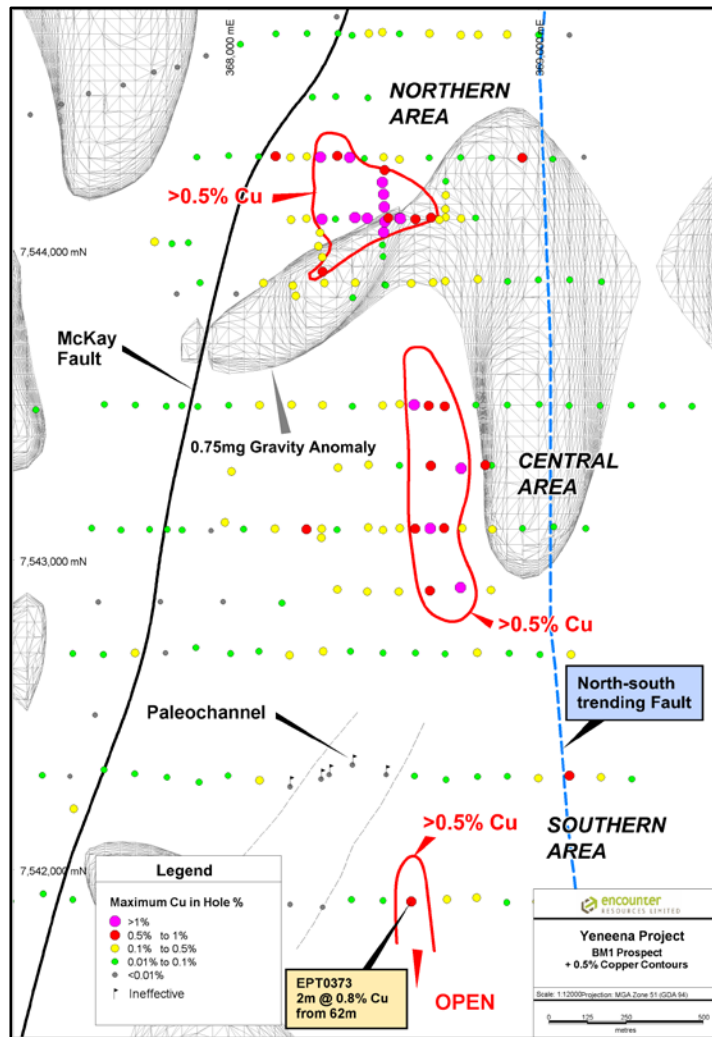 368,000 mE
369,000 mE
NORTHERN
AREA
>0.5% Cu
7,544,000 mN
McKay
Fault
0.75mg Gravity Anomaly
CENTRAL
AREA
7,543,000 mN
>0.5% Cu
North-south
trending Fault
Paleochannel
>0.5% Cu
SOUTHERN
AREA
7,542,000 mN
Legend
Maximum Cu in Hole %
>1%
0.5% to 1%
0.1% to 0.5%
0.01% to 0.1%
<0.01%
Ineffective
EPT0373
2m @ 0.8% Cu
from 62m
OPEN
encounter
RESOURCES LIMITED
Yeneena Project
BM1 Prospect
+ 0.5% Copper Contours
Scale: 1:12000
Projection: MGA Zone 51 (GDA 94)
0 125 250 500
metres